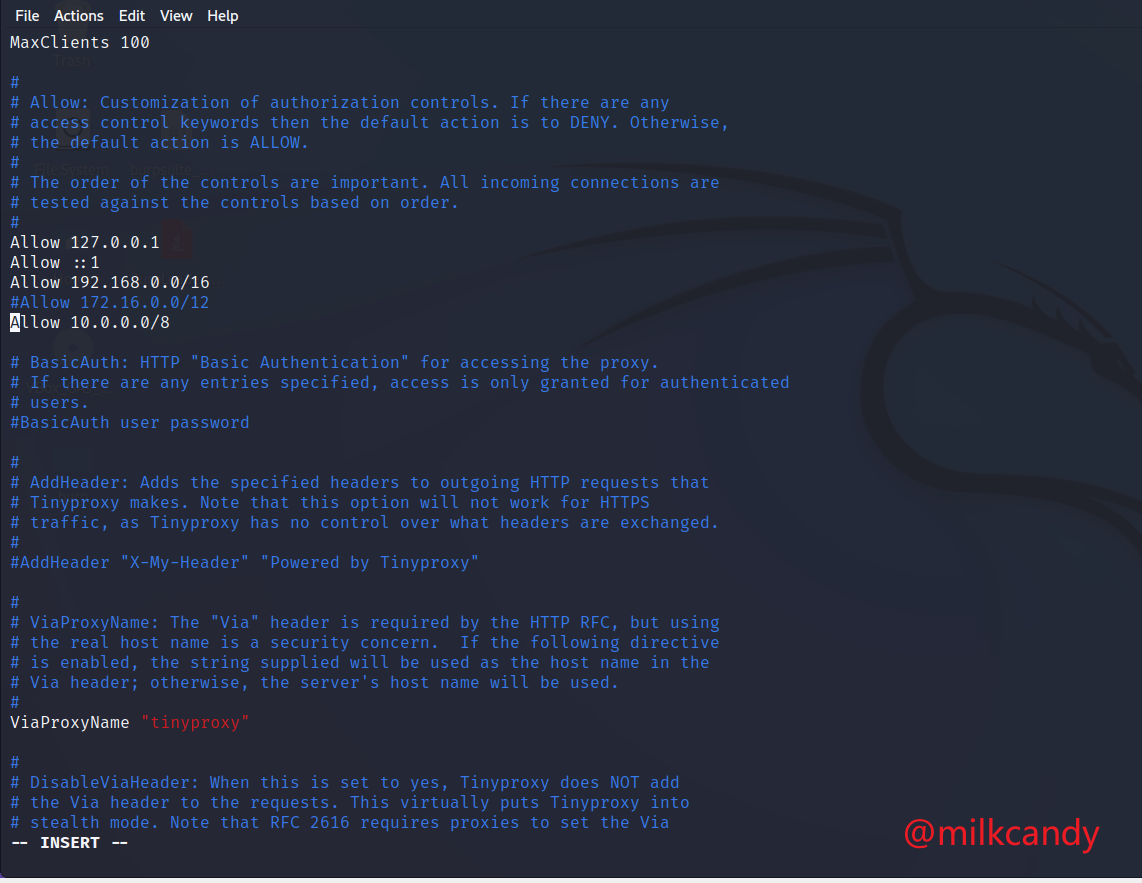 File Actions Edit View Help
MaxClients 100
#
# Allow: Customization of authorization controls. If there are any
# access control keywords then the default action is to DENY. Otherwise,
# the default action is ALLOW.
#
# The order of the controls are important. All incoming connections are
# tested against the controls based on order.
#
Allow 127.0.0.1
Allow ::1
Allow 192.168.0.0/16
#Allow 172.16.0.0/12
Allow 10.0.0.0/8
# BasicAuth: HTTP "Basic Authentication" for accessing the proxy.
# If there are any entries specified, access is only granted for authenticated
# users.
#BasicAuth user password
#
# AddHeader: Adds the specified headers to outgoing HTTP requests that
# Tinyproxy makes. Note that this option will not work for HTTPS
# traffic, as Tinyproxy has no control over what headers are exchanged.
#
#AddHeader "X-My-Header" "Powered by Tinyproxy"
#
# ViaProxyName: The "Via" header is required by the HTTP RFC, but using
# the real host name is a security concern.  If the following directive
# is enabled, the string supplied will be used as the host name in the
# Via header; otherwise, the server's host name will be used.
#
ViaProxyName "tinyproxy"
#
# DisableViaHeader: When this is set to yes, Tinyproxy does NOT add
# the Via header to the requests. This virtually puts Tinyproxy into
# stealth mode. Note that RFC 2616 requires proxies to set the Via
-- INSERT --
@milkcandy